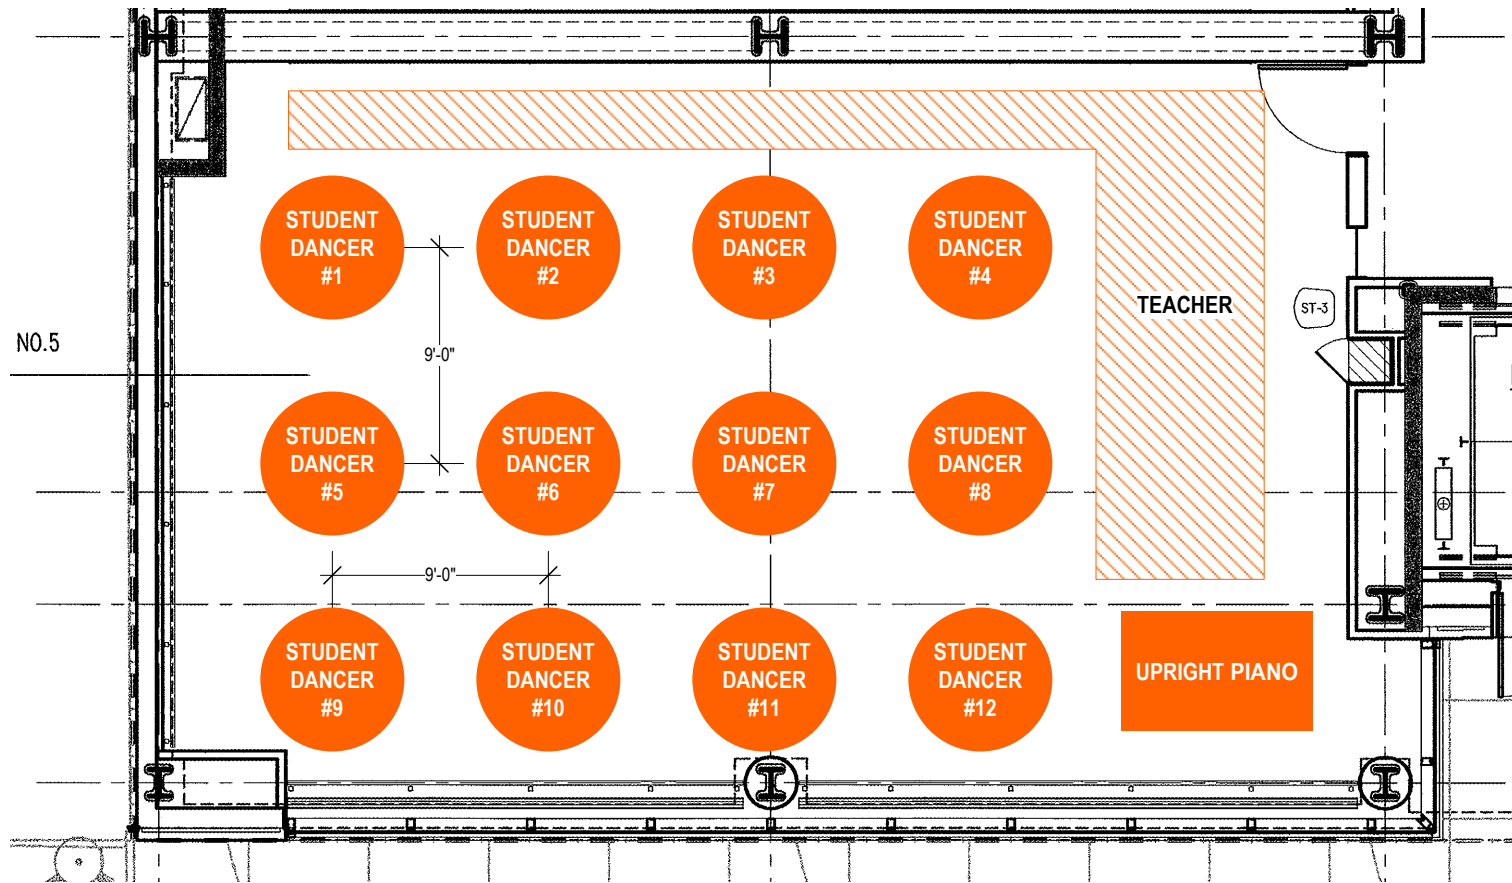 STUDENT
DANCER
#1
STUDENT
DANCER
#2
STUDENT
DANCER
#3
STUDENT
DANCER
#4
TEACHER
ST-3
NO.5
9'-0"
STUDENT
DANCER
#5
STUDENT
DANCER
#6
STUDENT
DANCER
#7
STUDENT
DANCER
#8
9'-0"
STUDENT
DANCER
#9
STUDENT
DANCER
#10
STUDENT
DANCER
#11
STUDENT
DANCER
#12
UPRIGHT PIANO